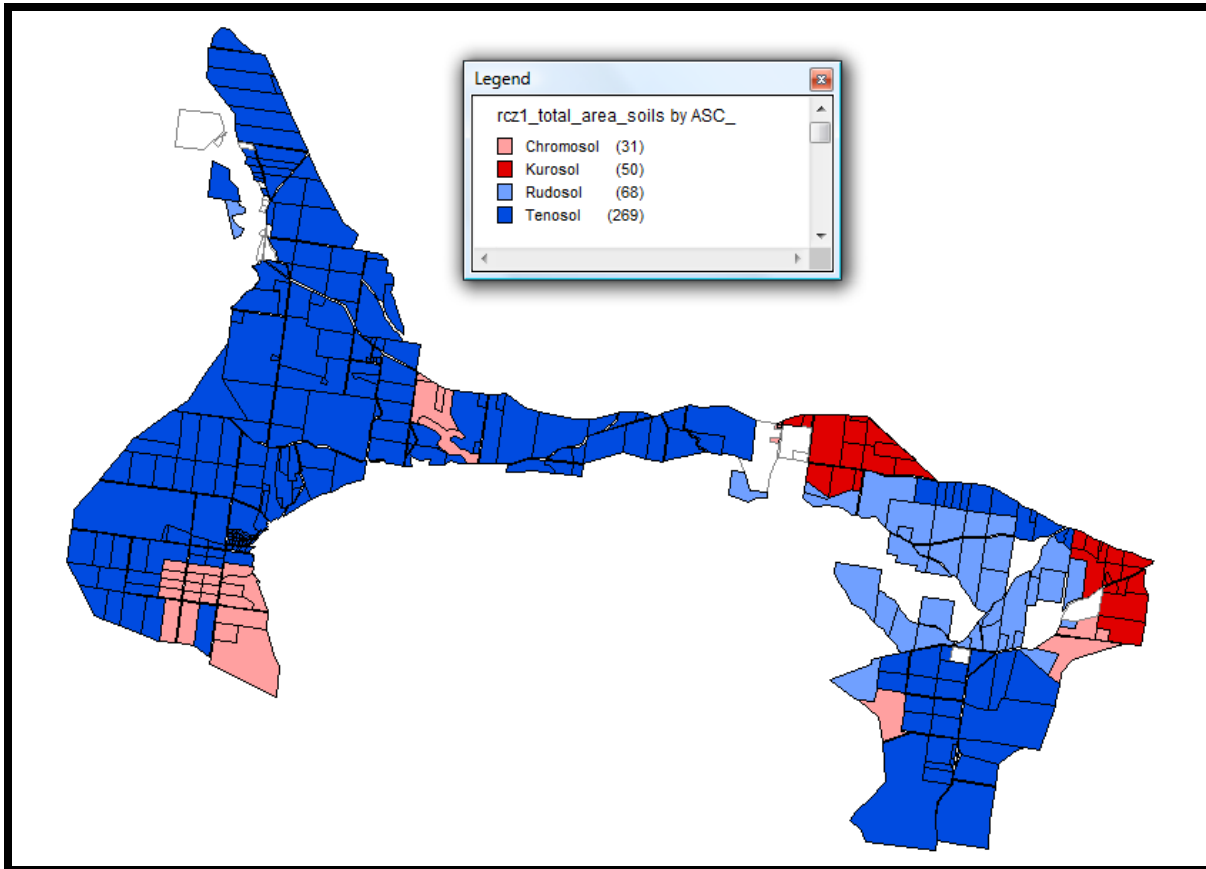 Legend
rcz1_total_area_soils by ASC_
Chromosol (31)
Kurosol (50)
Rudosol (68)
Tenosol (269)